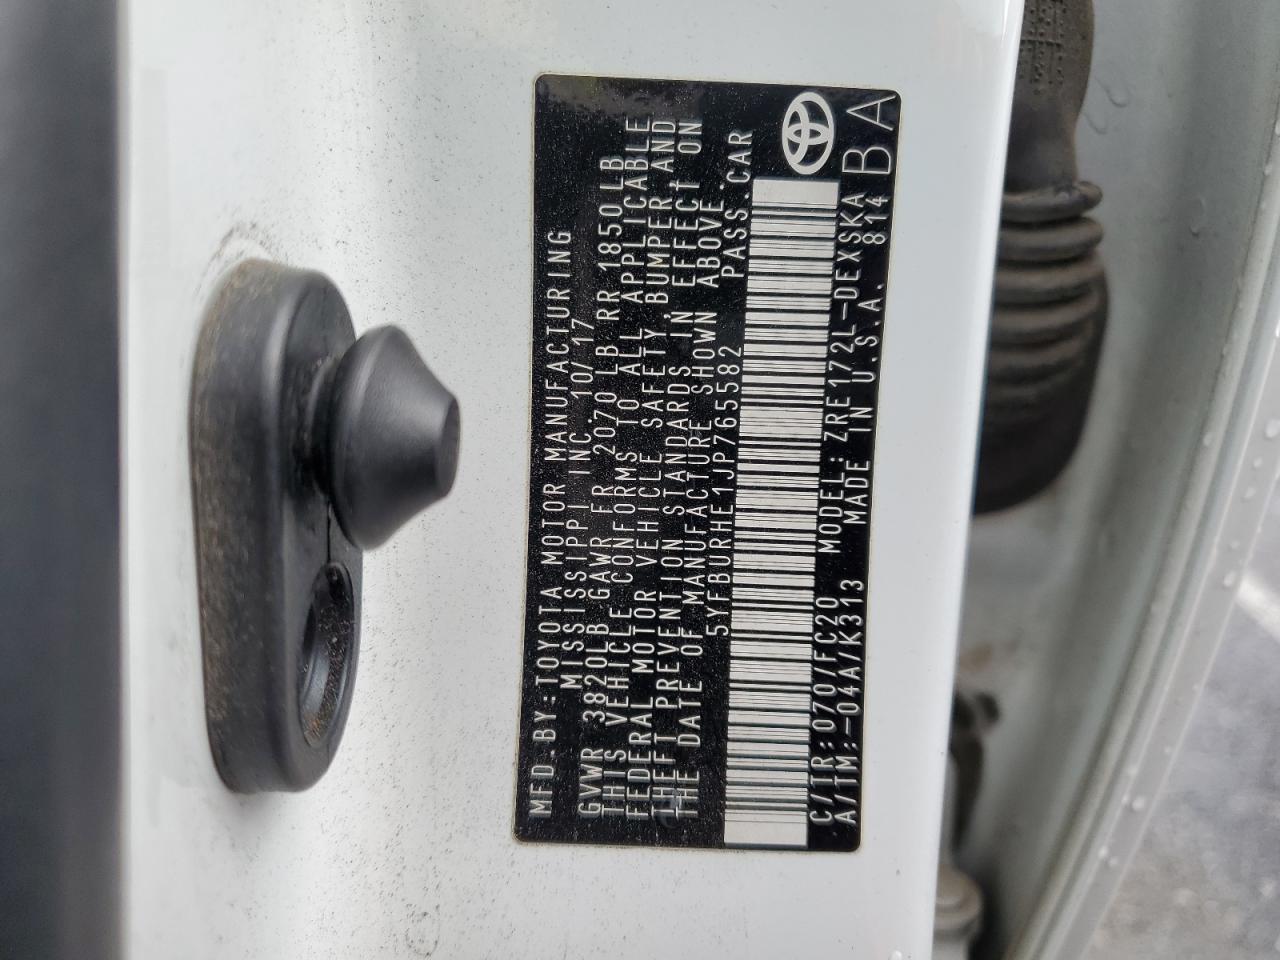 MFD.BY:TOYOTA MOTOR MANUFACTURING
MISSISSIPPI INC. 10/17
GVWR 3820LB GAWR FR 2070 LB RR 1850 LB
THIS VEHICLE CONFORMS TO ALL APPLICABLE
FEDERAL MOTOR VEHICLE SAFETY, BUMPER, AND
THEFT PREVENTION STANDARDS IN EFFECT ON
THE DATE OF MANUFACTURE SHOWN ABOVE.
5YFBURHE1JP765582 PASS.CAR
C/TR:070/FC20 MODEL: ZRE172L-DEXSKA
A/TM:-04A/K313 MADE IN U.S.A. 814
BA